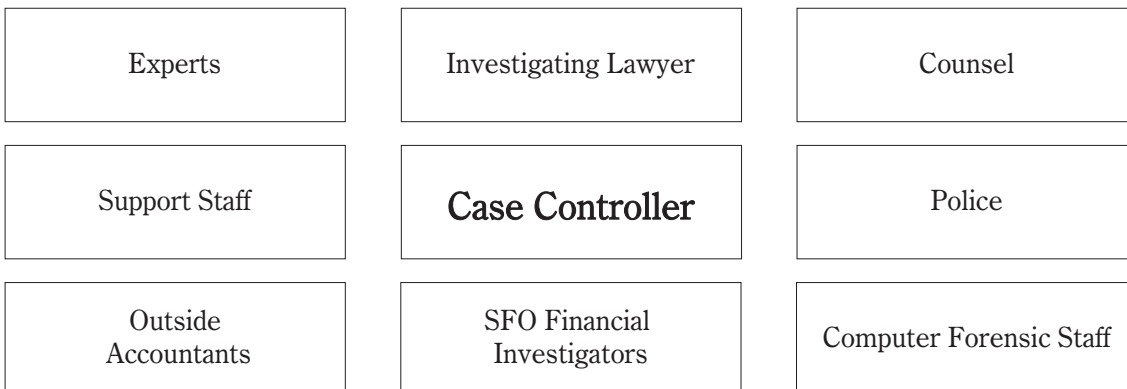 Experts
Investigating Lawyer
Counsel
Support Staff
Case Controller
Police
Outside
Accountants
SFO Financial
Investigators
Computer Forensic Staff